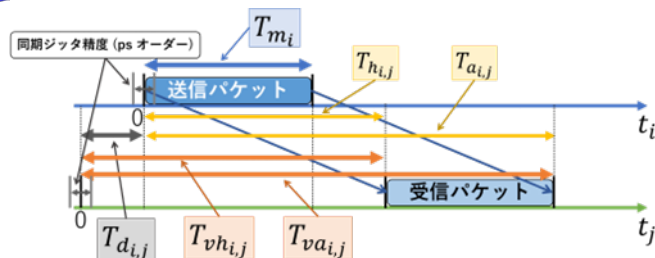 同期ジッタ精度 (ps オーダー)
T_{m_i}
T_{h_{i,j}}
T_{a_{i,j}}
送信パケット
0
t_i
受信パケット
0
T_{d_{i,j}}
T_{vh_{i,j}}
T_{va_{i,j}}
t_j